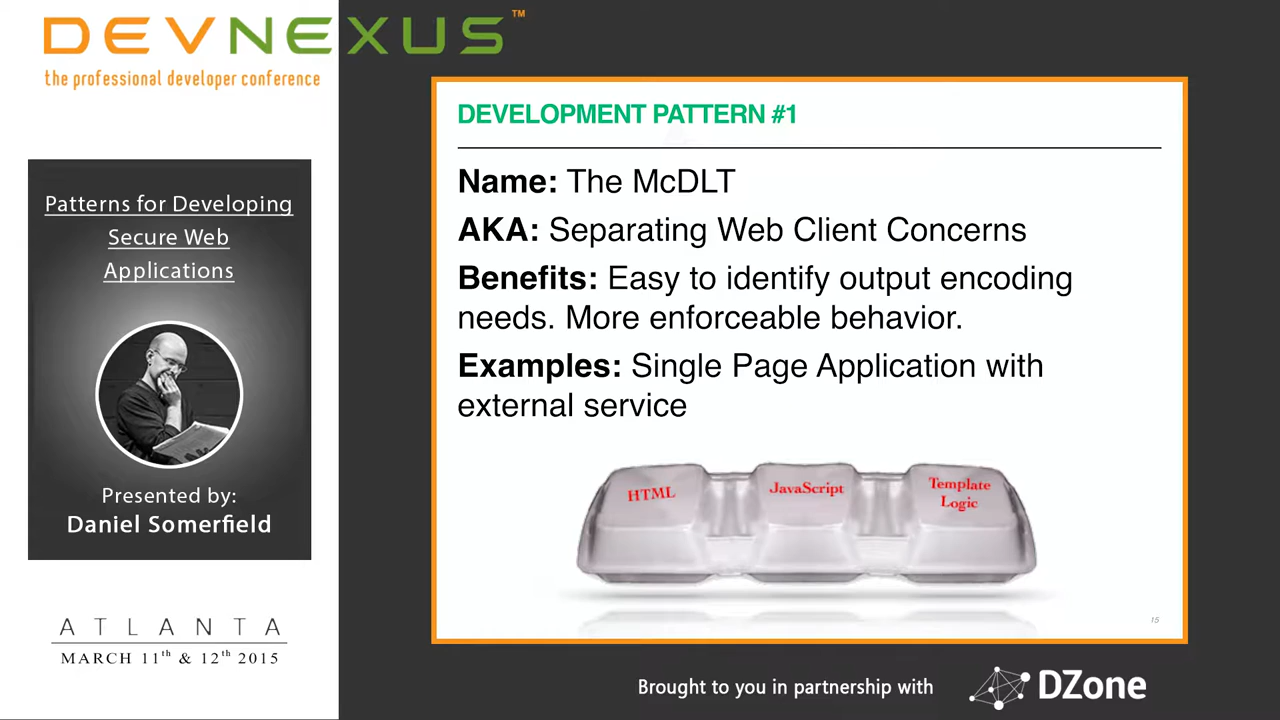 DEVNEXUS™
the professional developer conference
Patterns for Developing
Secure Web
Applications
Presented by:
Daniel Somerfield
ATLANTA
MARCH 11th & 12th 2015
DEVELOPMENT PATTERN #1
Name: The McDLT
AKA: Separating Web Client Concerns
Benefits: Easy to identify output encoding
needs. More enforceable behavior.
Examples: Single Page Application with
external service
HTML
JavaScript
Template
Logic
15
Brought to you in partnership with
DZone